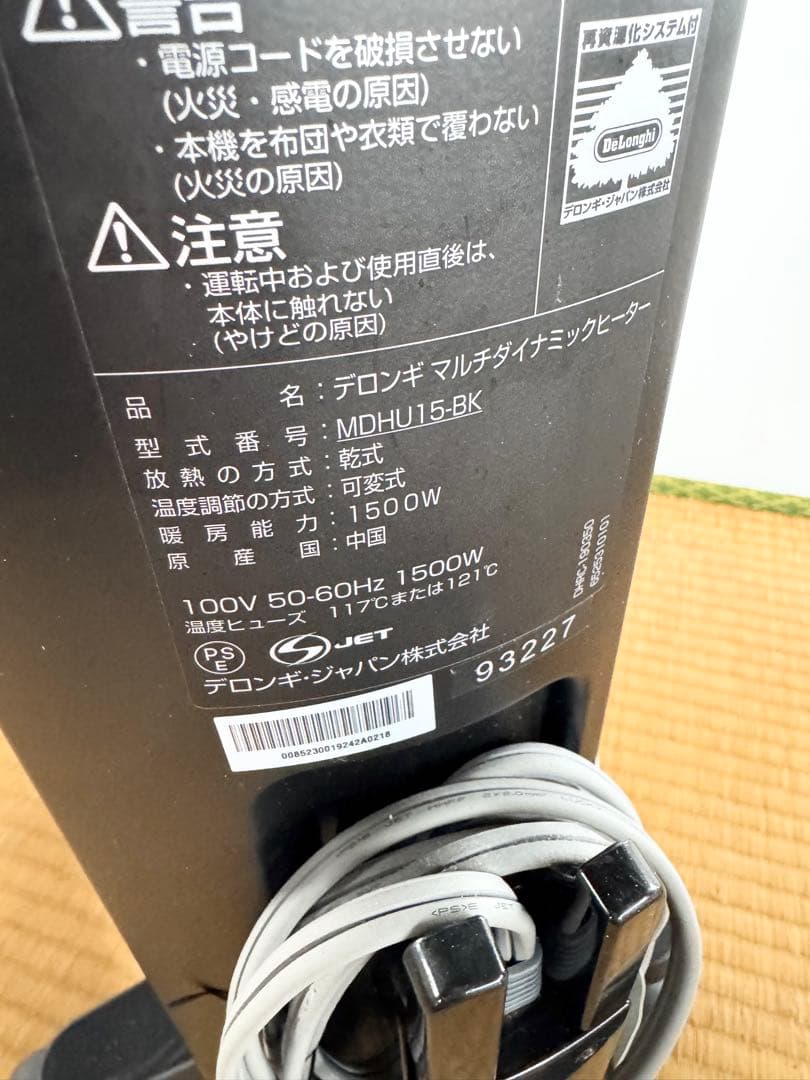 警告
・電源コードを破損させない
(火災・感電の原因)
・本機を布団や衣類で覆わない
(火災の原因)
注意
・運転中および使用直後は、
本体に触れない
(やけどの原因)
再資源化システム付
DeLonghi
デロンギ・ジャパン株式会社
品名：デロンギ マルチダイナミックヒーター
型式番号：MDHU15-BK
放熱の方式：乾式
温度調節の方式：可変式
暖房能力：1500W
原産国：中国
100V 50-60Hz 1500W
温度ヒューズ 117℃または121℃
PSE
JET
デロンギ・ジャパン株式会社
93227
DHRC-190350
6525310101
0085230019242A0218
<PS>E JET